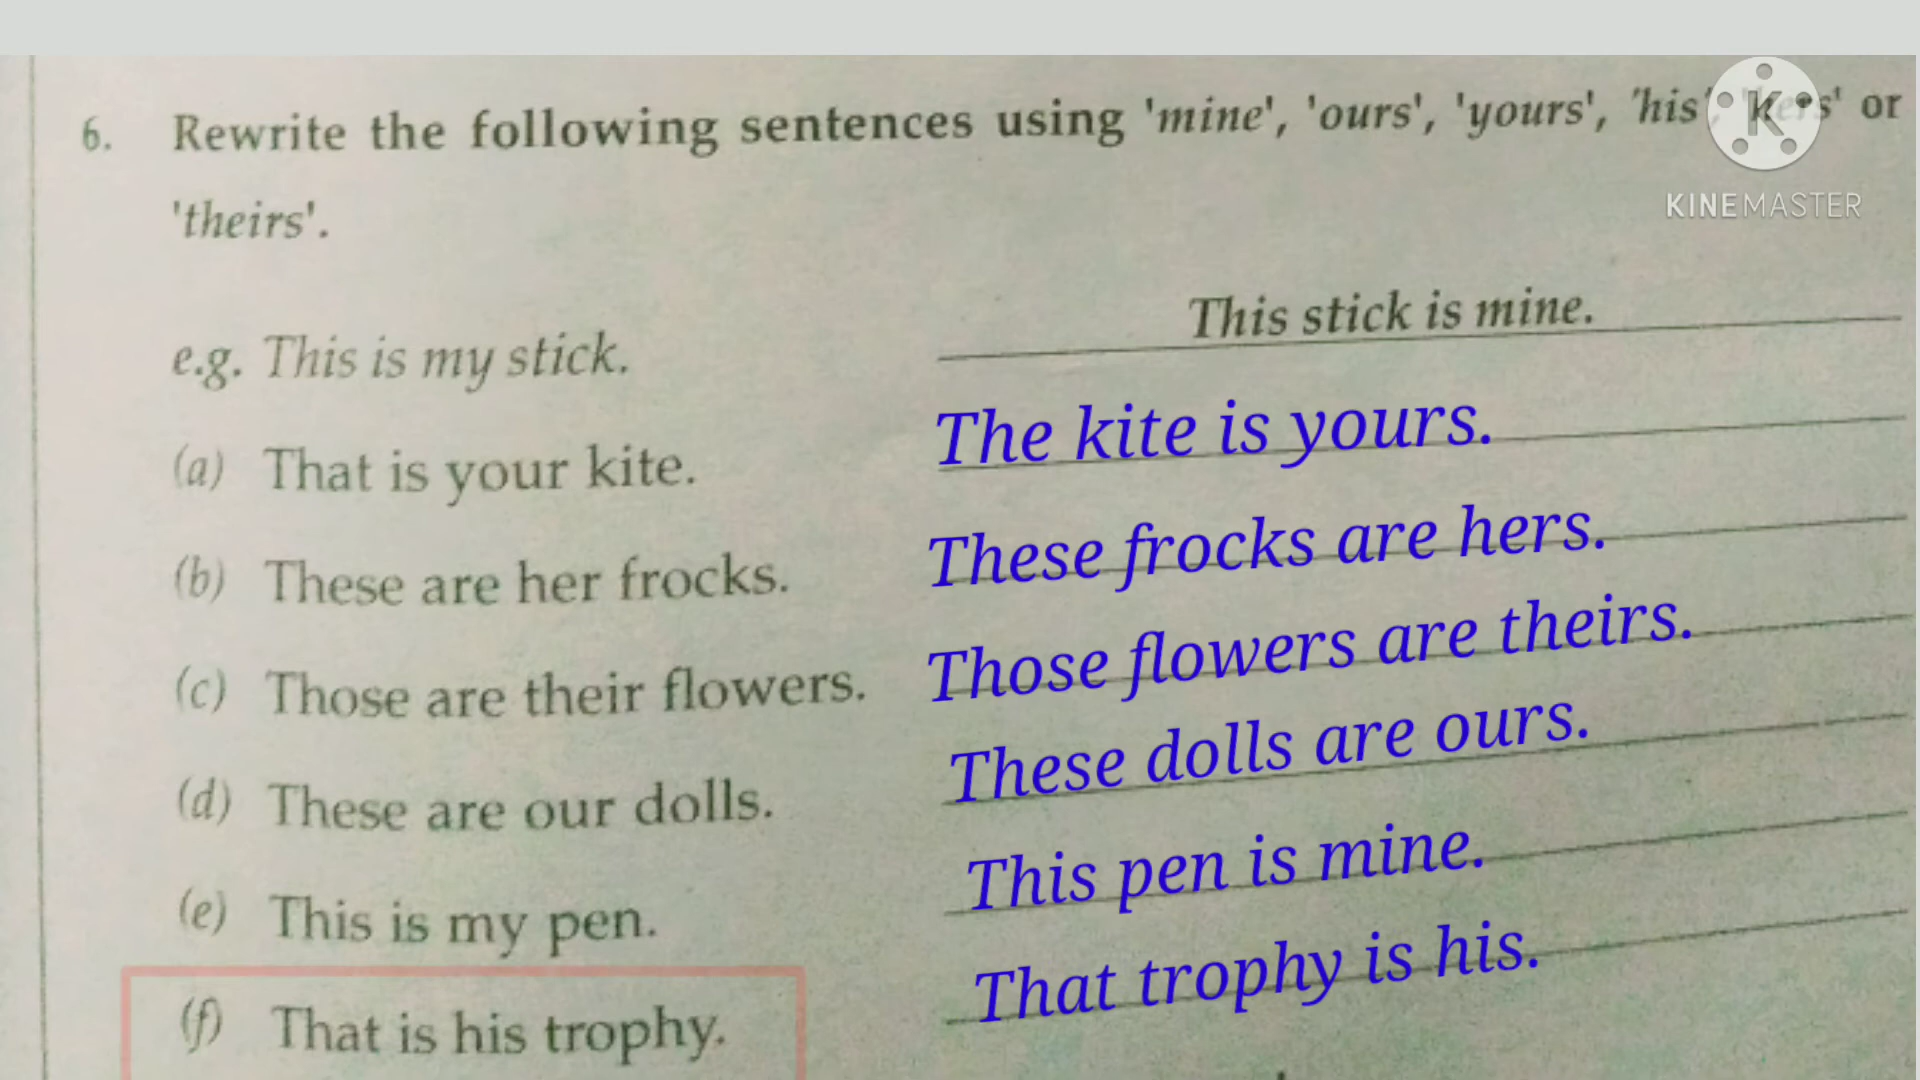 6. Rewrite the following sentences using 'mine', 'ours', 'yours', 'his', 'hers' or
'theirs'.
K
KINEMASTER
e.g. This is my stick. This stick is mine.
(a) That is your kite. The kite is yours.
(b) These are her frocks. These frocks are hers.
(c) Those are their flowers. Those flowers are theirs.
(d) These are our dolls. These dolls are ours.
(e) This is my pen. This pen is mine.
(f) That is his trophy. That trophy is his.